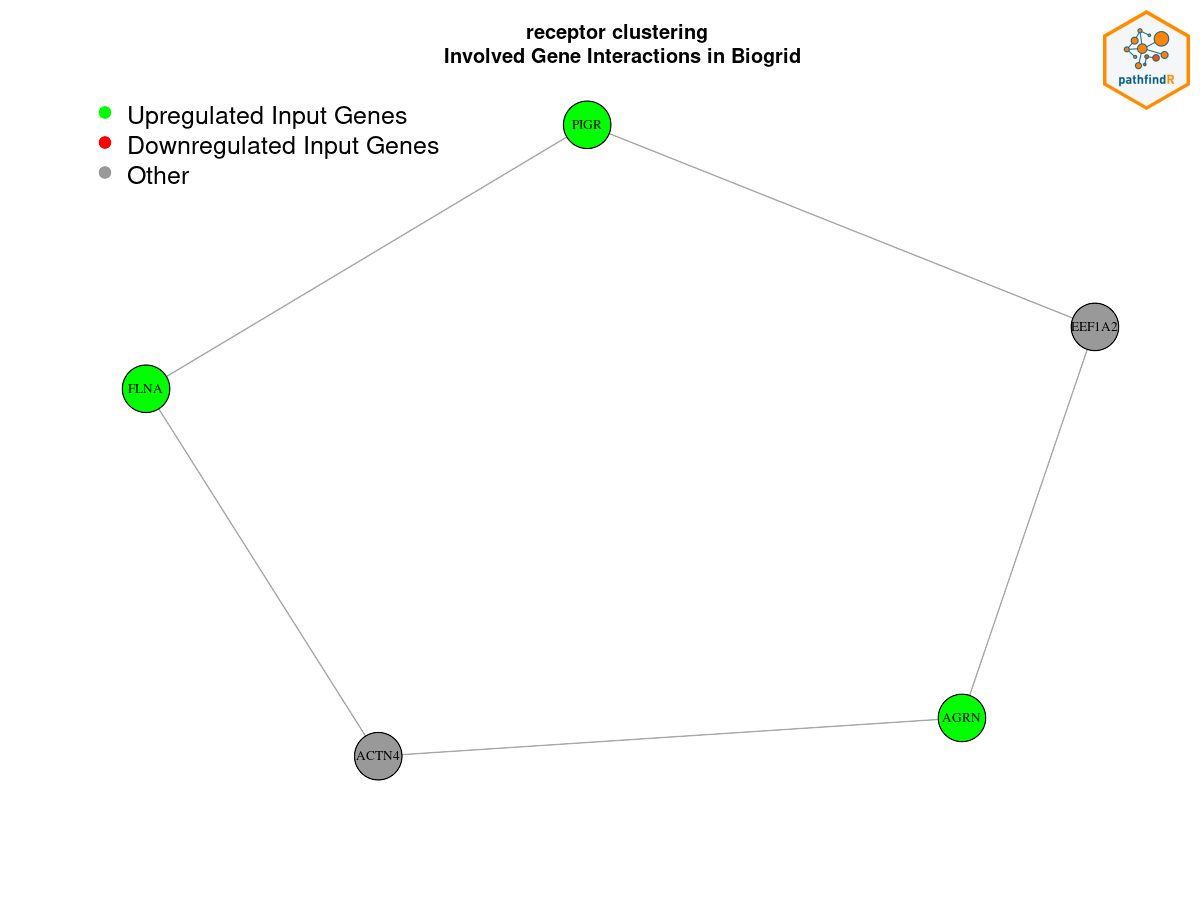 receptor clustering
Involved Gene Interactions in Biogrid
pathfindR
Upregulated Input Genes
Downregulated Input Genes
Other
PIGR
EEF1A2
FLNA
AGRN
ACTN4